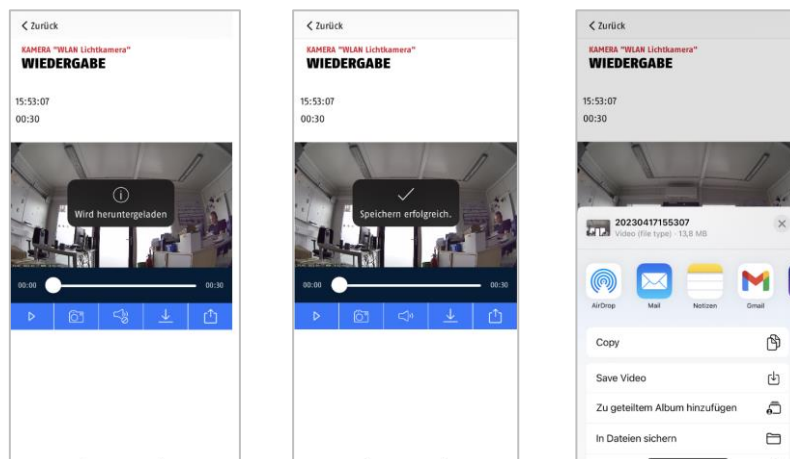 Zurück
KAMERA "WLAN Lichtkamera"
WIEDERGABE
15:53:07
00:30
Wird heruntergeladen
00:00
00:30
Zurück
KAMERA "WLAN Lichtkamera"
WIEDERGABE
15:53:07
00:30
Speichern erfolgreich.
00:00
00:30
Zurück
KAMERA "WLAN Lichtkamera"
WIEDERGABE
15:53:07
00:30
20230417155307
Video (file type) · 13,8 MB
AirDrop
Mail
Notizen
Gmail
Copy
Save Video
Zu geteiltem Album hinzufügen
In Dateien sichern